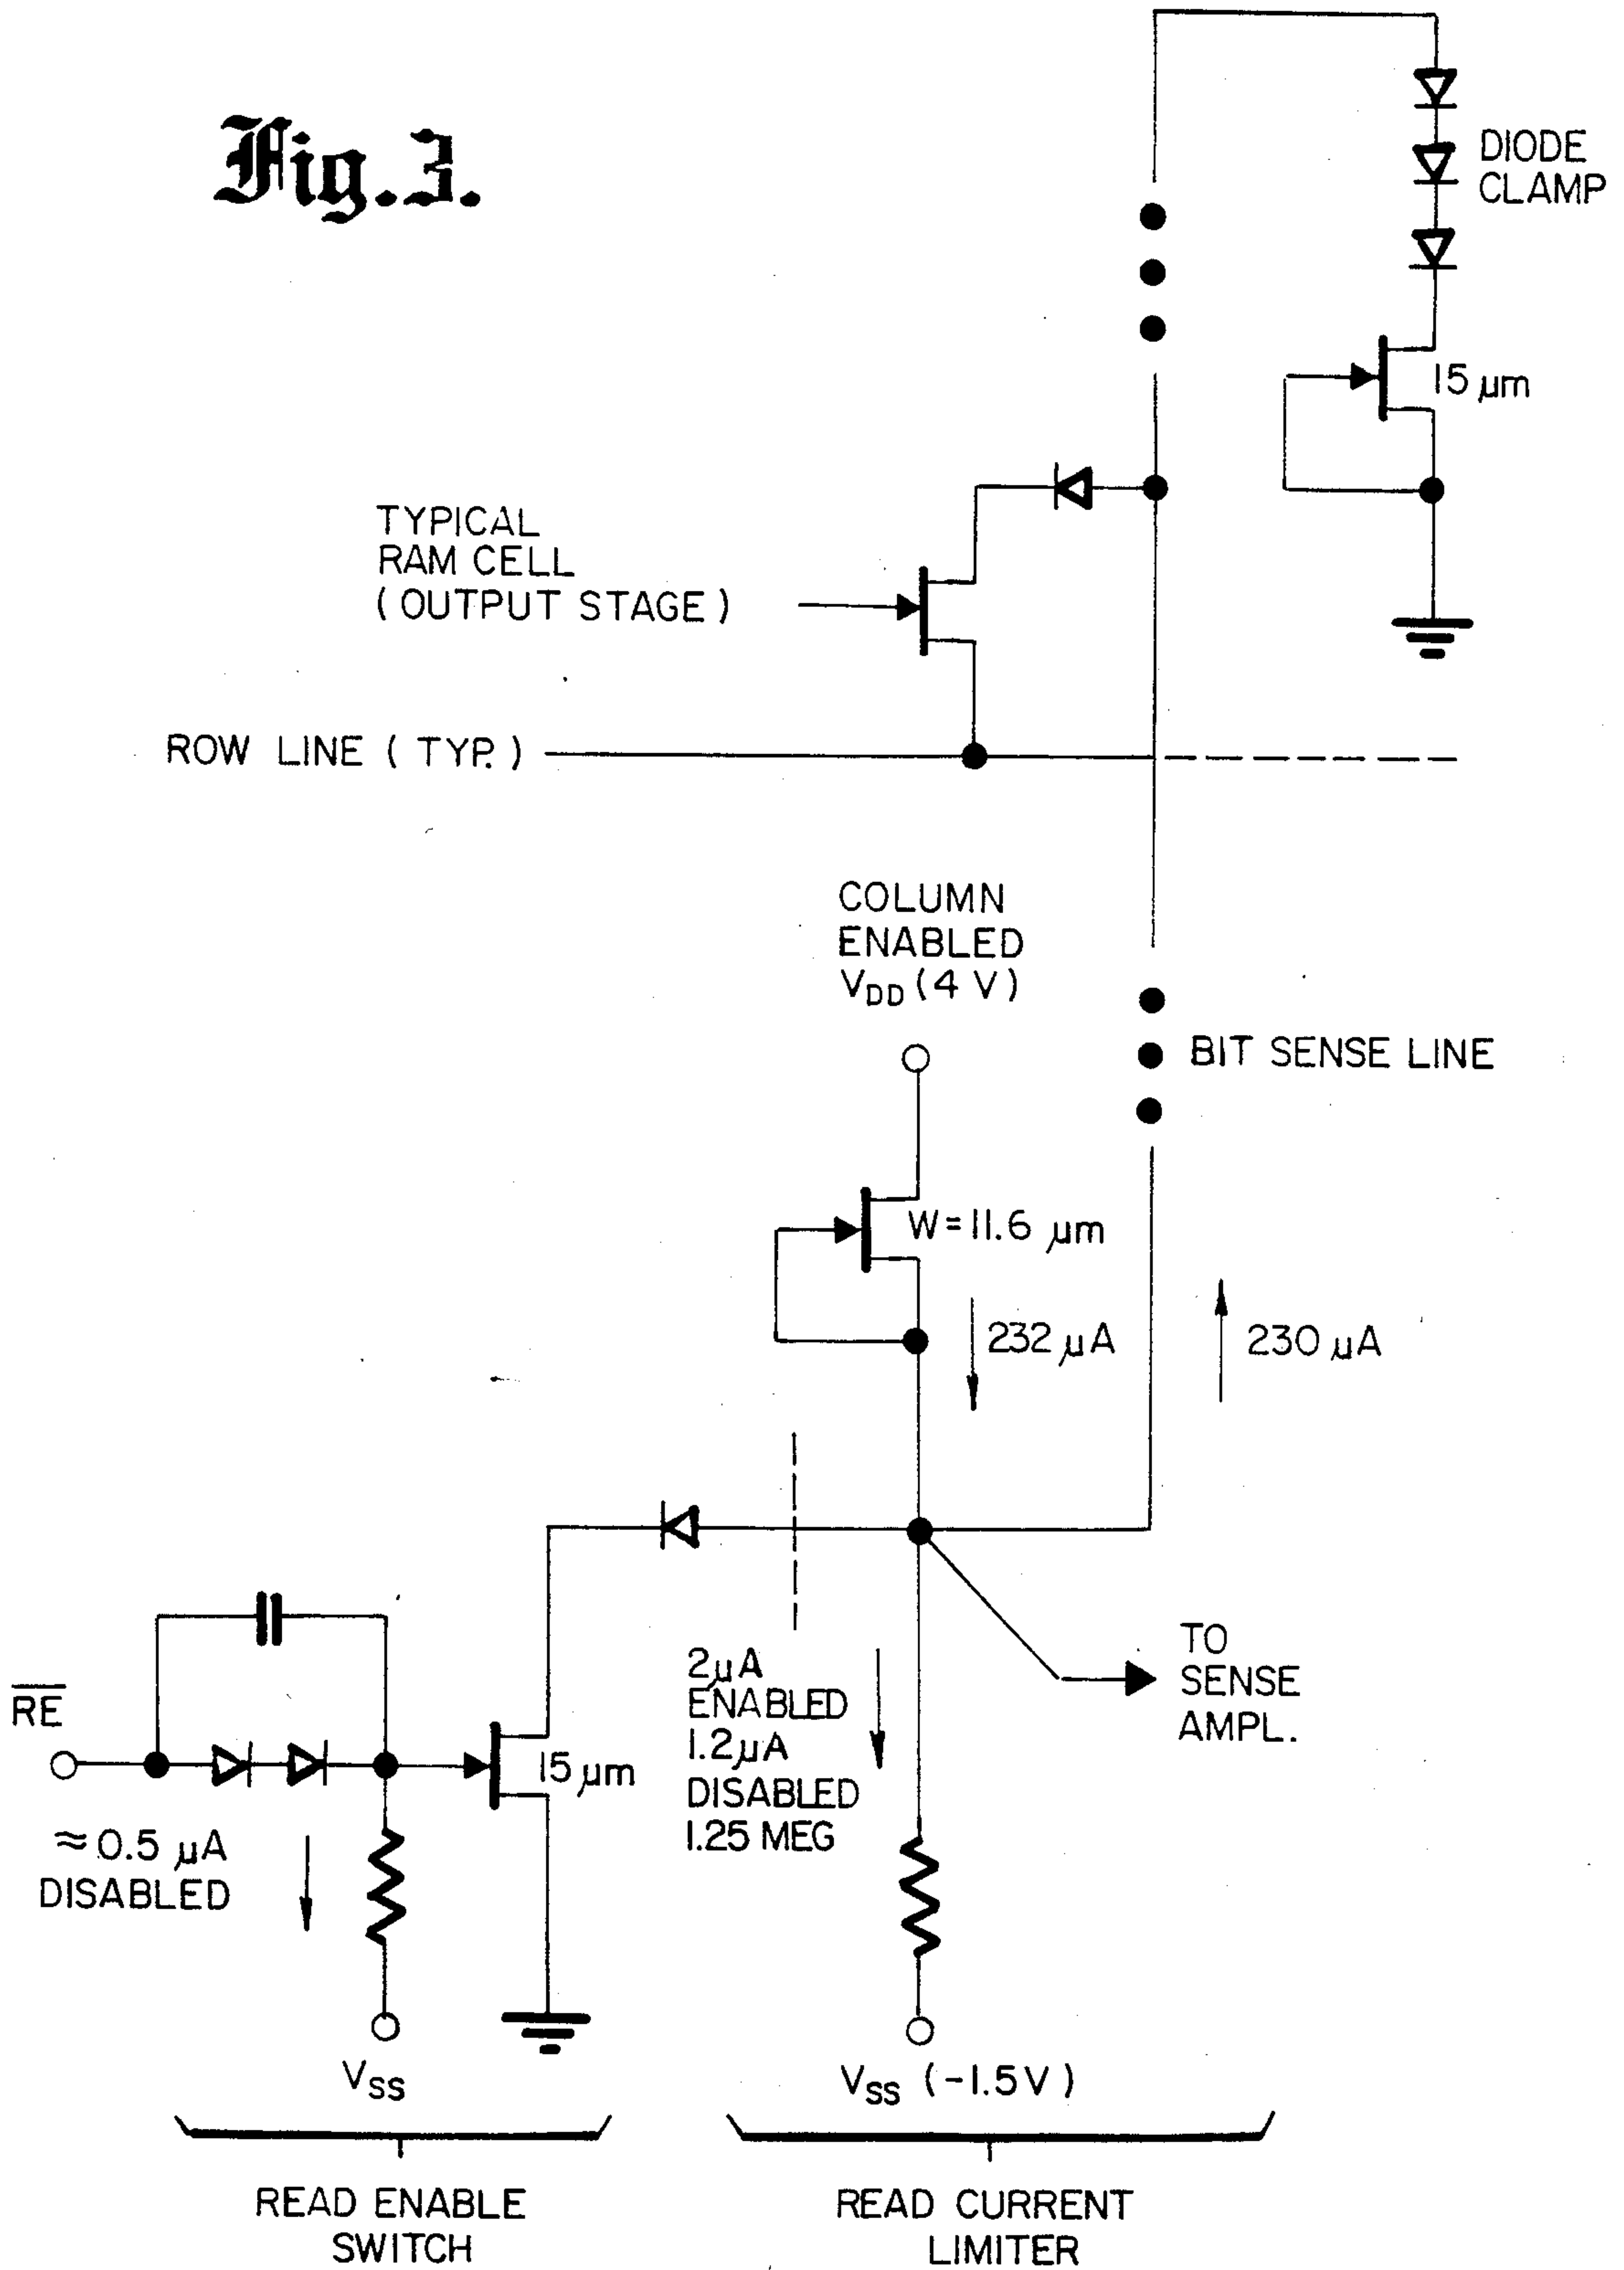 Fig. 3.
DIODE
CLAMP
15 µm
TYPICAL
RAM CELL
( OUTPUT STAGE )
ROW LINE ( TYP. )
COLUMN
ENABLED
VDD (4 V)
BIT SENSE LINE
W = 11.6 µm
232 µA
230 µA
TO
SENSE
AMPL.
2µA
ENABLED
1.2µA
DISABLED
1.25 MEG
R̅E̅
15 µm
≈ 0.5 µA
DISABLED
VSS
VSS (-1.5V)
READ ENABLE
SWITCH
READ CURRENT
LIMITER